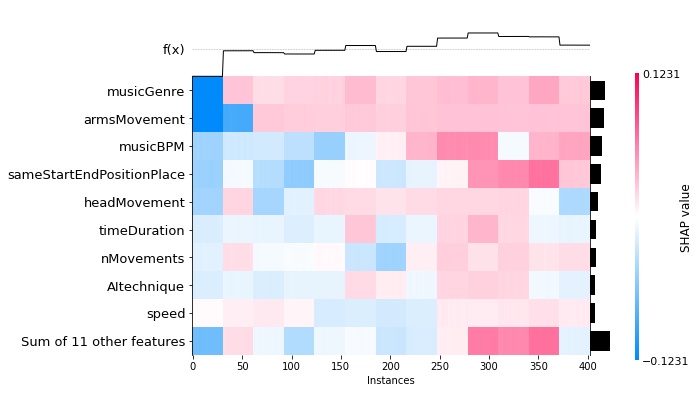 f(x)
musicGenre
armsMovement
musicBPM
sameStartEndPositionPlace
headMovement
timeDuration
nMovements
AItechnique
speed
Sum of 11 other features
0 50 100 150 200 250 300 350 400
Instances
0.1231
SHAP value
−0.1231